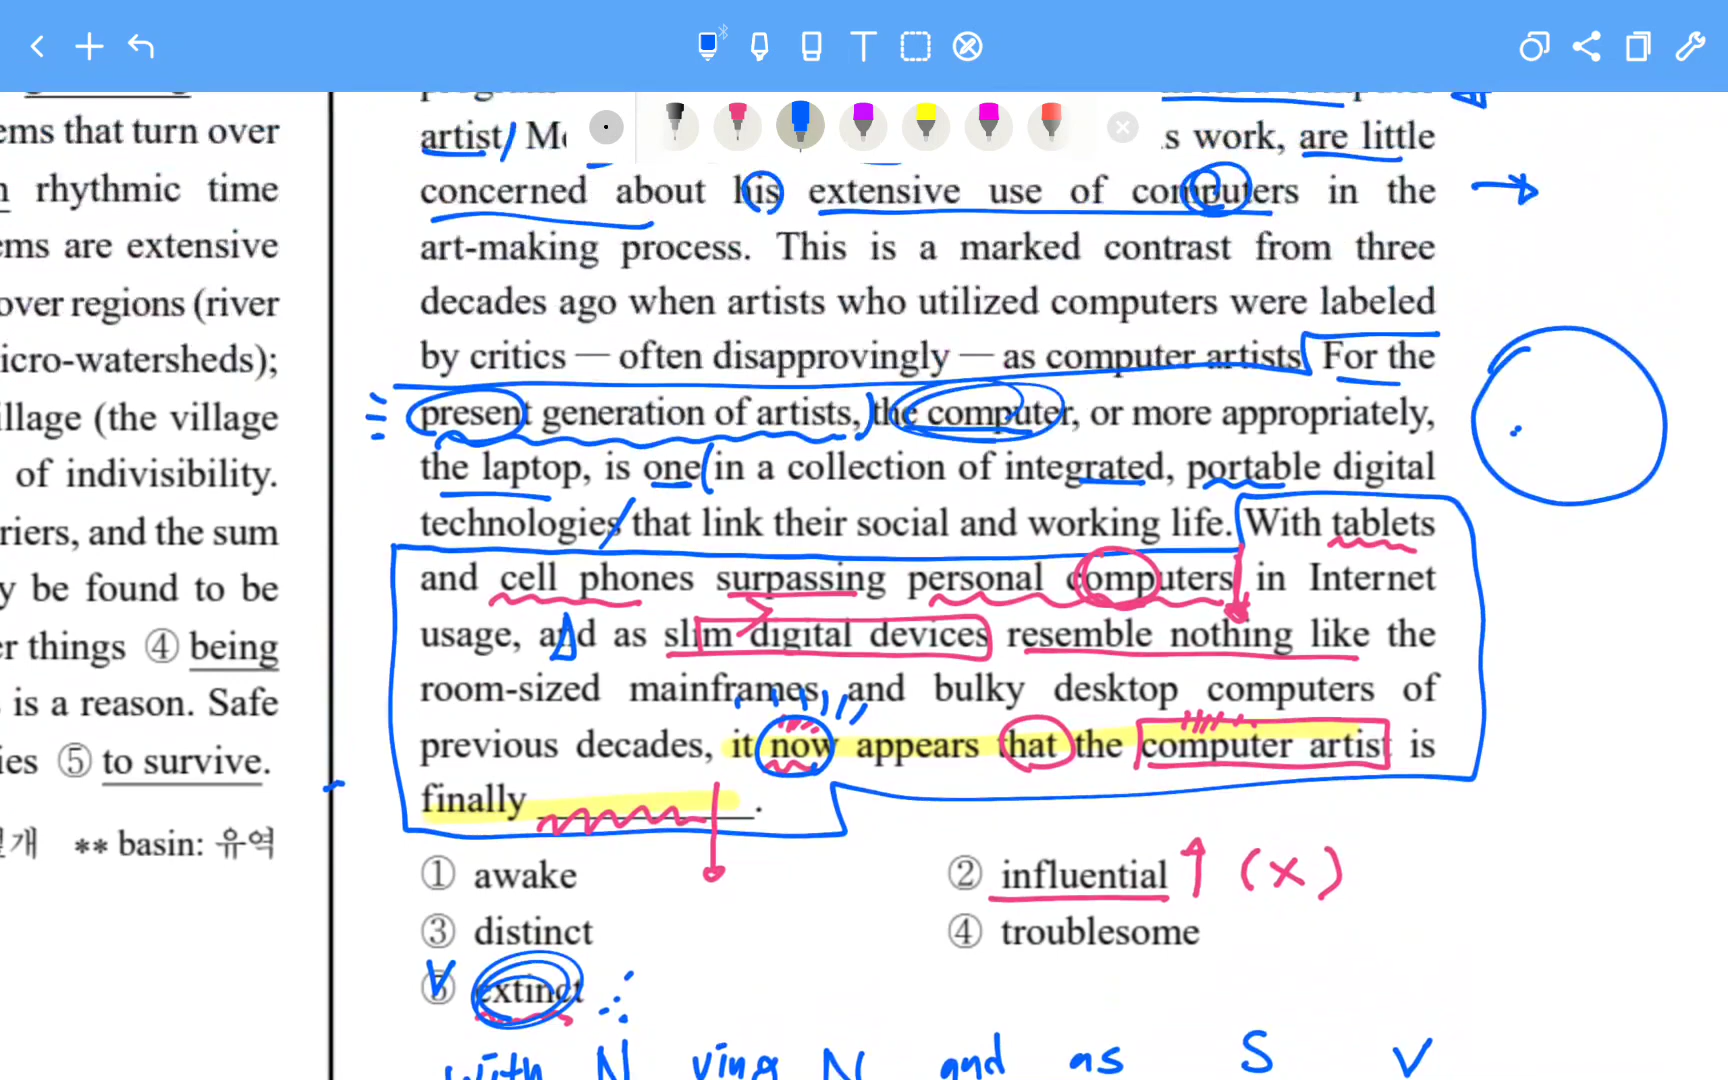 artist, Mo
s work, are little
concerned about his extensive use of computers in the
art-making process. This is a marked contrast from three
decades ago when artists who utilized computers were labeled
by critics — often disapprovingly — as computer artists. For the
present generation of artists, the computer, or more appropriately,
the laptop, is one in a collection of integrated, portable digital
technologies that link their social and working life. With tablets
and cell phones surpassing personal computers in Internet
usage, and as slim digital devices resemble nothing like the
room-sized mainframes and bulky desktop computers of
previous decades, it now appears that the computer artist is
finally ____________.
① awake
② influential ↑ (x)
③ distinct
④ troublesome
⑤ extinct
with N ving N and as S V
ems that turn over
rhythmic time
ems are extensive
over regions (river
icro-watersheds);
illage (the village
of indivisibility.
riers, and the sum
y be found to be
er things ④ being
is a reason. Safe
ies ⑤ to survive.
개 ** basin: 유역